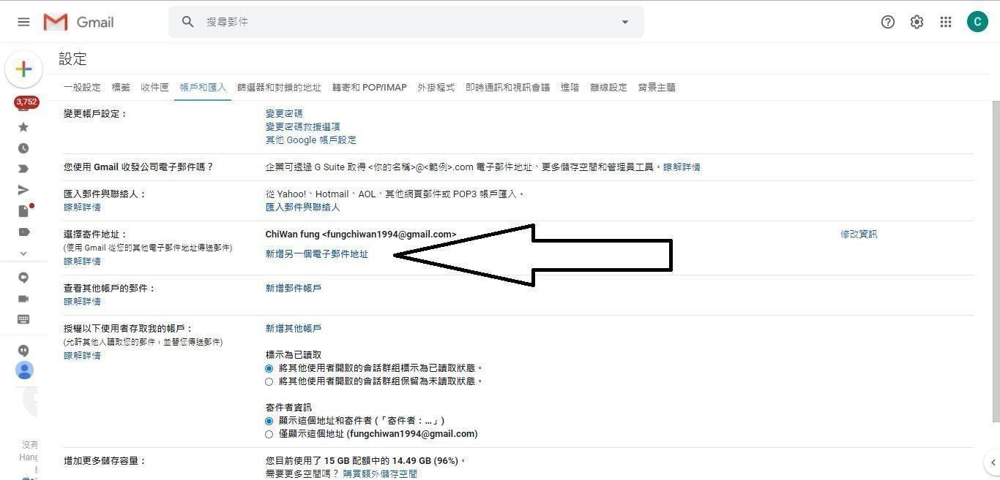 Gmail
搜尋郵件
C
設定
一般設定 標籤 收件匣 帳戶和匯入 篩選器和封鎖的地址 轉寄和 POP/IMAP 外掛程式 即時通訊和視訊會議 進階 離線設定 背景主題
3,752
變更帳戶設定：
變更密碼
變更密碼救援選項
其他 Google 帳戶設定
您使用 Gmail 收發公司電子郵件嗎？
企業可透過 G Suite 取得 <你的名稱>@<範例>.com 電子郵件地址、更多儲存空間和管理員工具。瞭解詳情
匯入郵件與聯絡人：
瞭解詳情
從 Yahoo!、Hotmail、AOL、其他網頁郵件或 POP3 帳戶匯入。
匯入郵件與聯絡人
選擇寄件地址：
(使用 Gmail 從您的其他電子郵件地址傳送郵件)
瞭解詳情
ChiWan fung <fungchiwan1994@gmail.com>
修改資訊
新增另一個電子郵件地址
查看其他帳戶的郵件：
瞭解詳情
新增郵件帳戶
授權以下使用者存取我的帳戶：
(允許其他人讀取您的郵件，並替您傳送郵件)
瞭解詳情
新增其他帳戶
標示為已讀取
將其他使用者開啟的會話群組標示為已讀取狀態。
將其他使用者開啟的會話群組保留為未讀取狀態。
寄件者資訊
顯示這個地址和寄件者 (「寄件者：...」)
僅顯示這個地址 (fungchiwan1994@gmail.com)
增加更多儲存容量：
您目前使用了 15 GB 配額中的 14.49 GB (96%)。
需要更多空間嗎？ 購買額外儲存空間
沒有
Hang